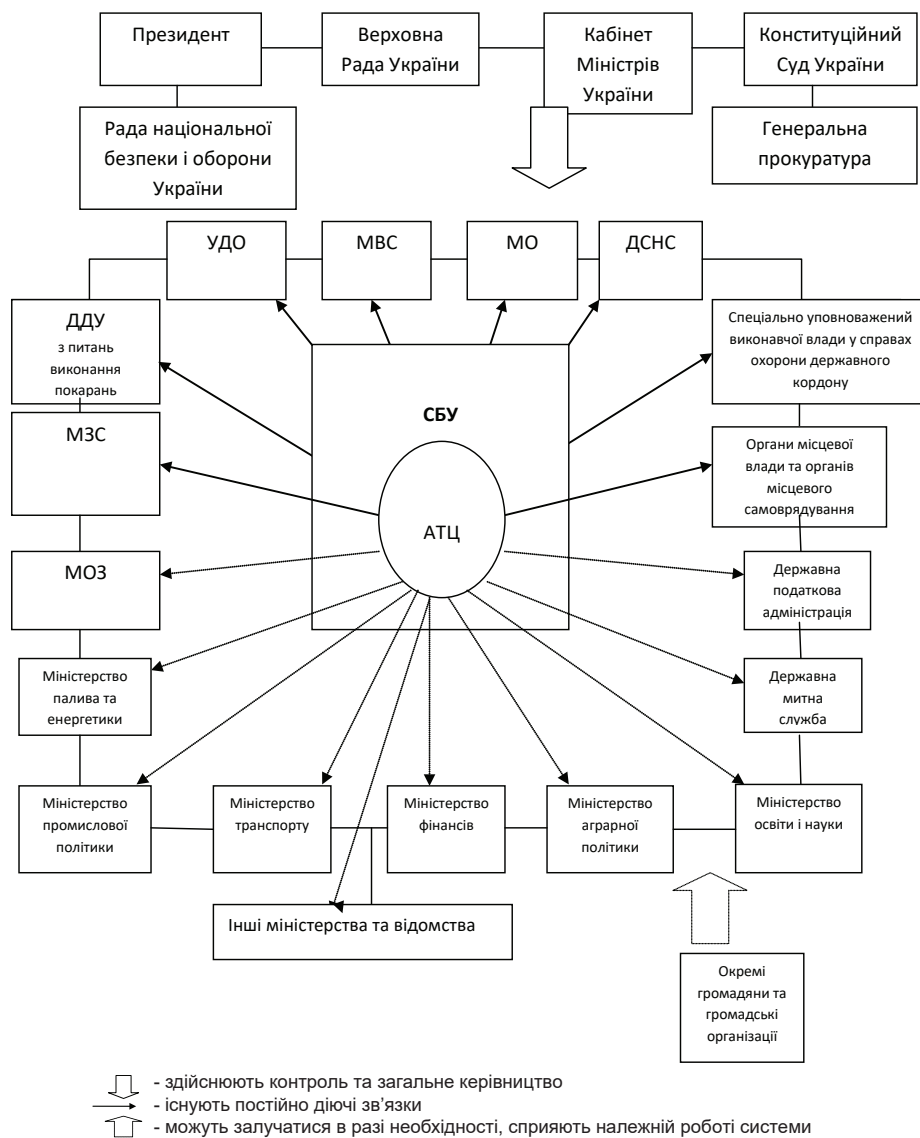 Президент
Верховна
Рада України
Кабінет
Міністрів
України
Конституційний
Суд України
Рада національної
безпеки і оборони
України
Генеральна
прокуратура
УДО
МВС
МО
ДСНС
ДДУ
з питань
виконання
покарань
Спеціально уповноважений
виконавчої влади у справах
охорони державного
кордону
СБУ
МЗС
Органи місцевої
влади та органів
місцевого
самоврядування
АТЦ
МОЗ
Державна
податкова
адміністрація
Міністерство
палива та
енергетики
Державна
митна
служба
Міністерство
промислової
політики
Міністерство
транспорту
Міністерство
фінансів
Міністерство
аграрної
політики
Міністерство
освіти і науки
Інші міністерства та відомства
Окремі
громадяни та
громадські
організації
- здійснюють контроль та загальне керівництво
- існують постійно діючі зв’язки
- можуть залучатися в разі необхідності, сприяють належній роботі системи